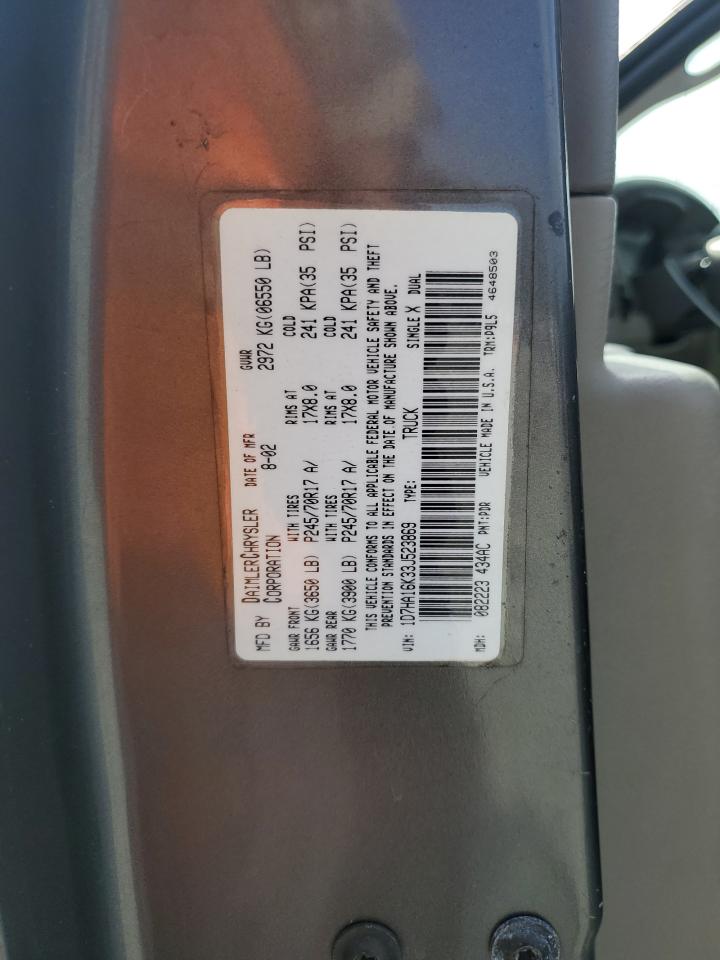 MFD BY DAIMLERCHRYSLER CORPORATION DATE OF MFR 8-02 GVWR 2972 KG(06550 LB)
GAWR FRONT WITH TIRES RIMS AT COLD
1656 KG(3650 LB) P245/70R17 A/ 17X8.0 241 KPA(35 PSI)
GAWR REAR WITH TIRES RIMS AT COLD
1770 KG(3900 LB) P245/70R17 A/ 17X8.0 241 KPA(35 PSI)
THIS VEHICLE CONFORMS TO ALL APPLICABLE FEDERAL MOTOR VEHICLE SAFETY AND THEFT
PREVENTION STANDARDS IN EFFECT ON THE DATE OF MANUFACTURE SHOWN ABOVE.
VIN: 1D7HA16K33J523869 TYPE: TRUCK SINGLE X DUAL
MDH: 082223 434AC PNT:PDR VEHICLE MADE IN U.S.A. TRM:P9L5 4648503